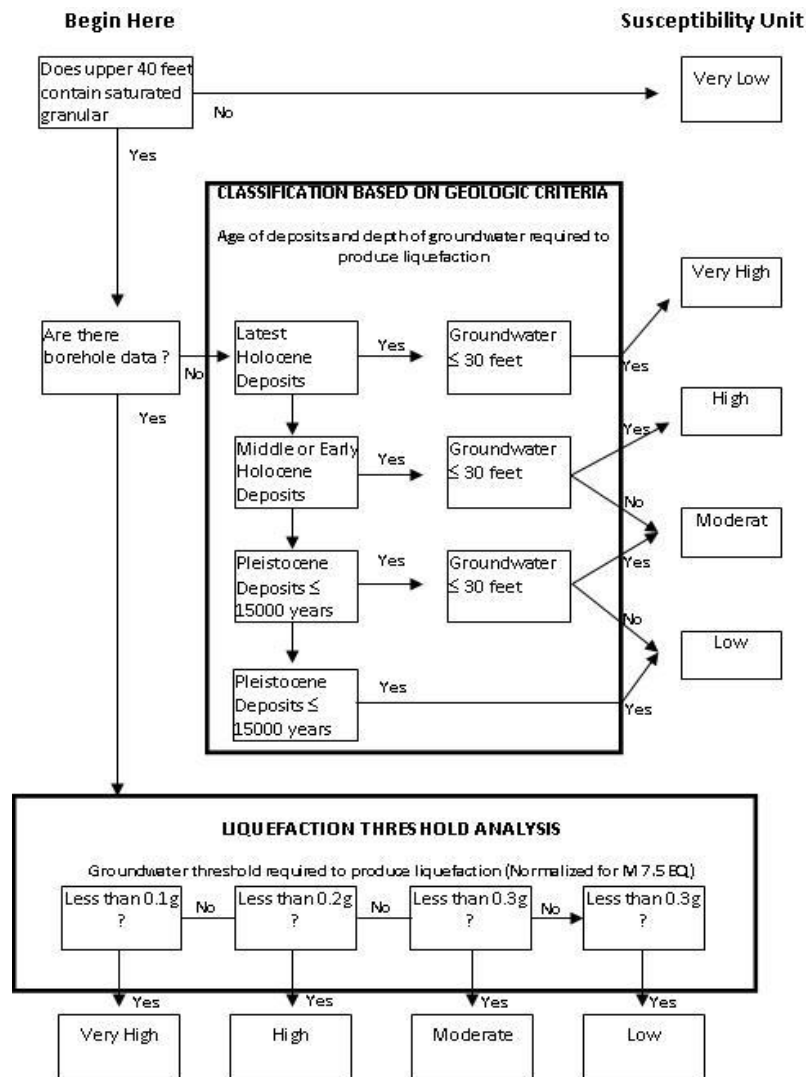 Begin Here
Susceptibility Unit
Does upper 40 feet
contain saturated
granular
No
Very Low
Yes
CLASSIFICATION BASED ON GEOLOGIC CRITERIA
Age of deposits and depth of groundwater required to
produce liquefaction
Very High
Are there
borehole data ?
No
Latest
Holocene
Deposits
Yes
Groundwater
≤ 30 feet
Yes
High
Yes
Middle or Early
Holocene
Deposits
Yes
Groundwater
≤ 30 feet
Yes
No
Moderat
Pleistocene
Deposits ≤
15000 years
Yes
Groundwater
≤ 30 feet
Yes
No
Low
Pleistocene
Deposits ≤
15000 years
Yes
Yes
LIQUEFACTION THRESHOLD ANALYSIS
Groundwater threshold required to produce liquefaction (Normalized for M 7.5 EQ)
Less than 0.1g
?
No
Less than 0.2g
?
No
Less than 0.3g
?
No
Less than 0.3g
?
Yes
Yes
Yes
Yes
Very High
High
Moderate
Low